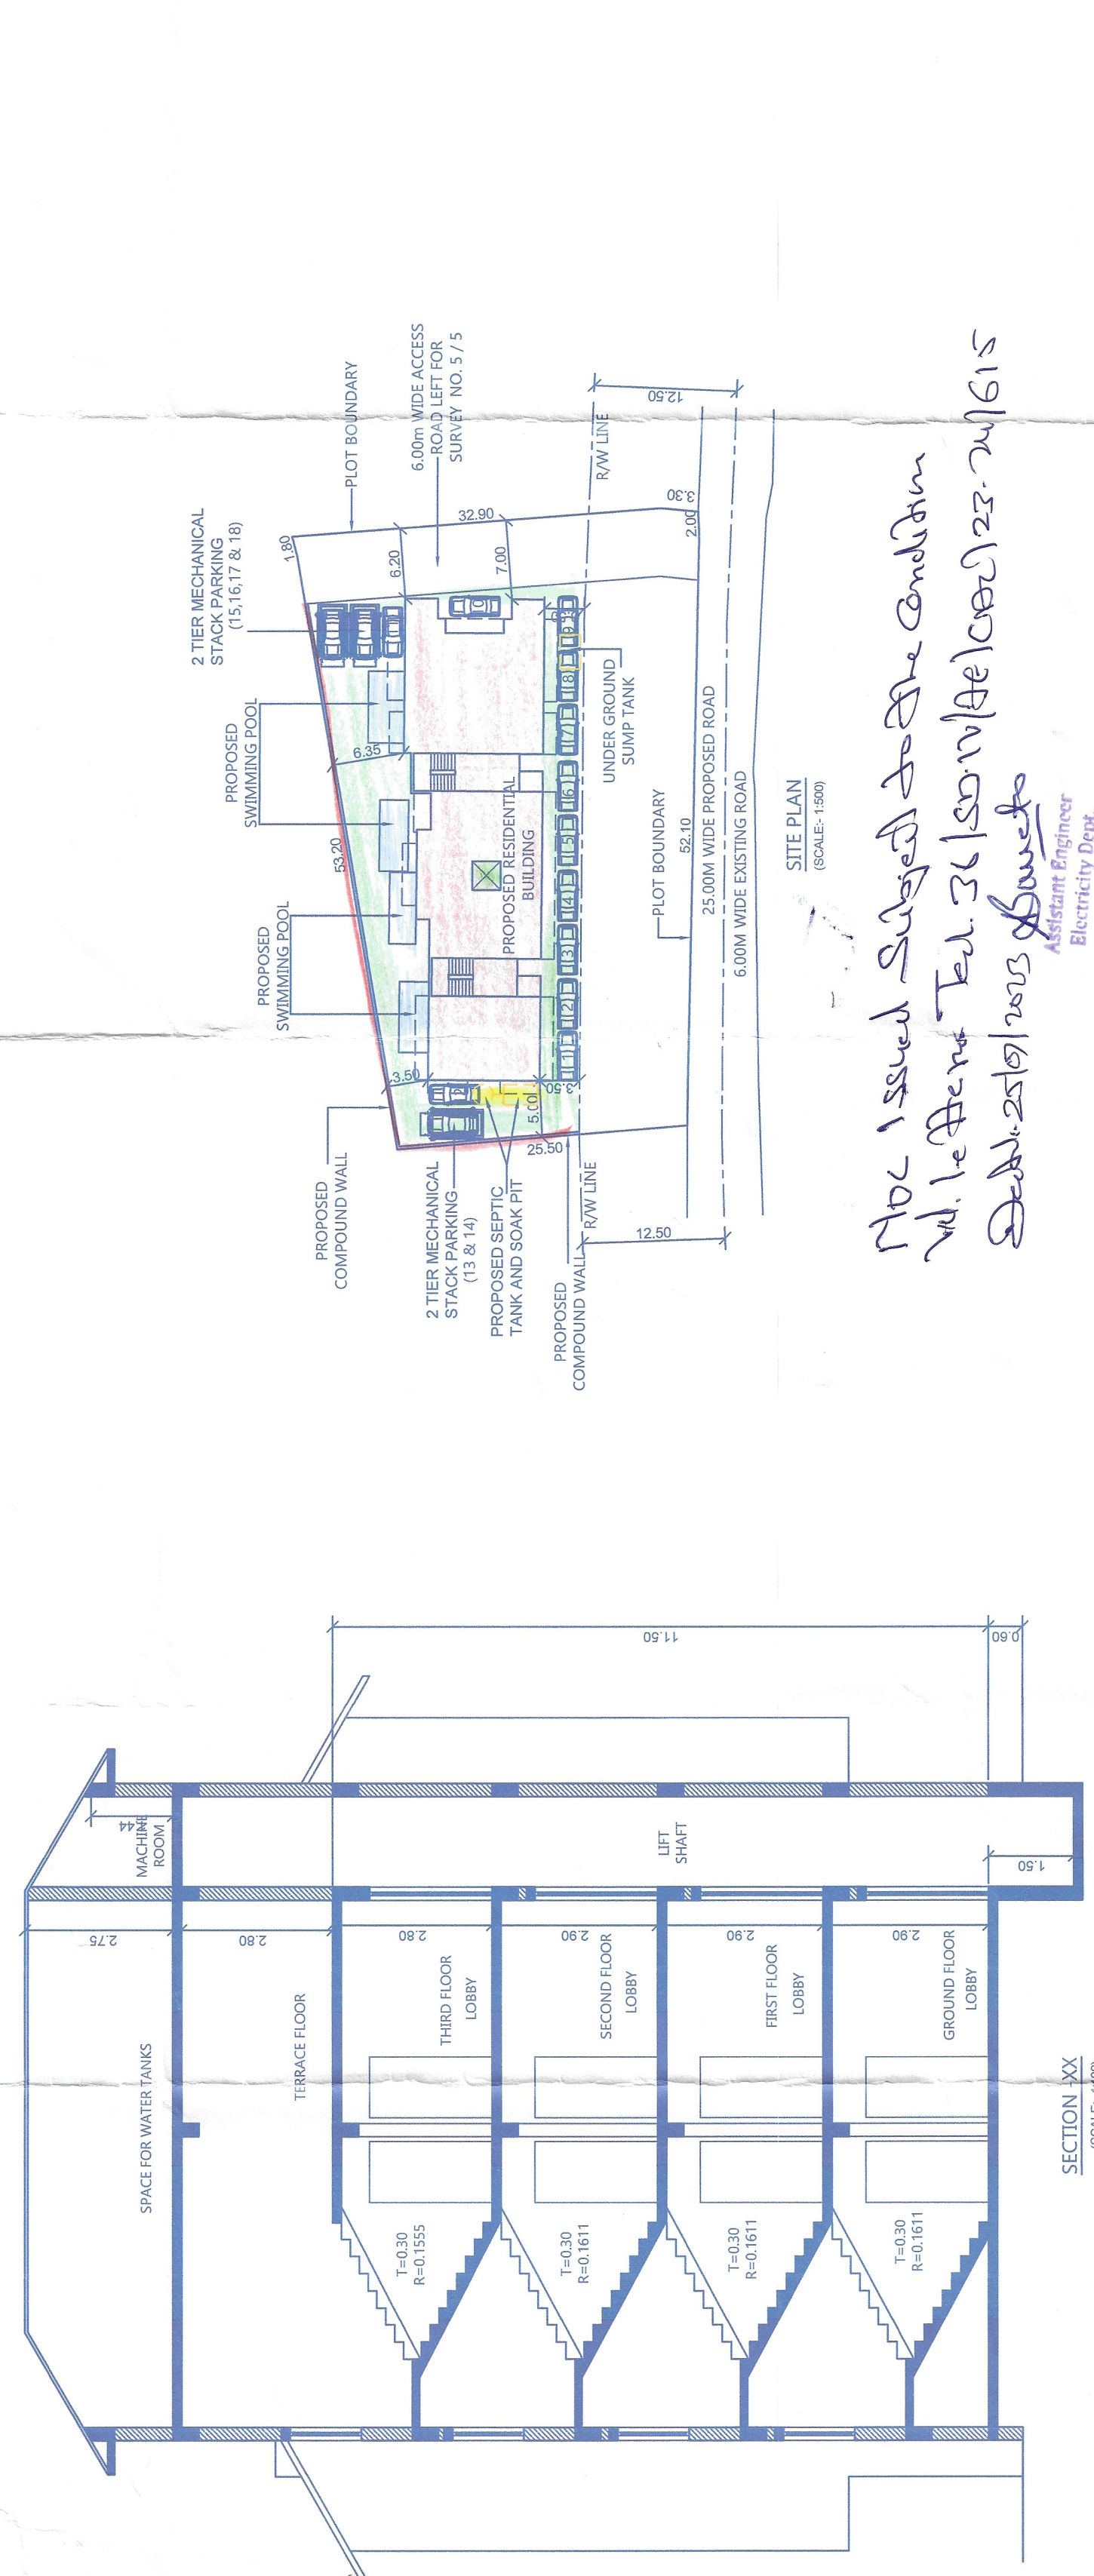 PLOT BOUNDARY
6.00m WIDE ACCESS
ROAD LEFT FOR
SURVEY NO. 5 / 5
2 TIER MECHANICAL
STACK PARKING
(15,16,17 & 18)
PROPOSED
SWIMMING POOL
PROPOSED
SWIMMING POOL
PROPOSED
COMPOUND WALL
2 TIER MECHANICAL
STACK PARKING
(13 & 14)
PROPOSED SEPTIC
TANK AND SOAK PIT
PROPOSED
COMPOUND WALL
PROPOSED RESIDENTIAL
BUILDING
UNDER GROUND
SUMP TANK
R/W LINE
R/W LINE
PLOT BOUNDARY
1.80
32.90
6.20
7.00
6.35
53.20
3.50
3.50
5.00
25.50
12.50
12.50
3.30
2.00
52.10
(1)
(2)
(3)
(4)
(5)
(6)
(7)
(8)
25.00M WIDE PROPOSED ROAD
6.00M WIDE EXISTING ROAD
SITE PLAN
(SCALE:- 1:500)
NOC Issued Subject to the Condition
Assistant Engineer
Electricity Dept.
SPACE FOR WATER TANKS
MACHINE
ROOM
TERRACE FLOOR
LIFT
SHAFT
THIRD FLOOR
LOBBY
SECOND FLOOR
LOBBY
FIRST FLOOR
LOBBY
GROUND FLOOR
LOBBY
2.75
2.80
2.80
2.90
2.90
2.90
11.50
0.60
1.50
T=0.30
R=0.1555
T=0.30
R=0.1611
T=0.30
R=0.1611
T=0.30
R=0.1611
SECTION -XX